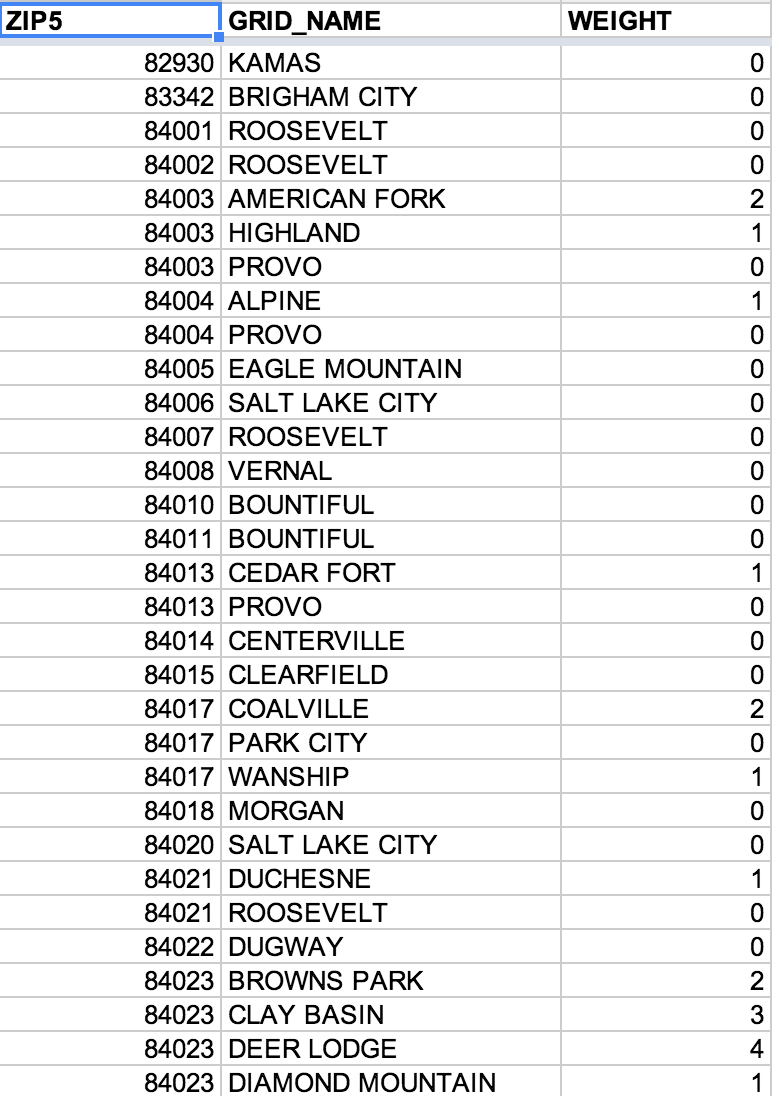 ZIP5 GRID_NAME WEIGHT
82930 KAMAS 0
83342 BRIGHAM CITY 0
84001 ROOSEVELT 0
84002 ROOSEVELT 0
84003 AMERICAN FORK 2
84003 HIGHLAND 1
84003 PROVO 0
84004 ALPINE 1
84004 PROVO 0
84005 EAGLE MOUNTAIN 0
84006 SALT LAKE CITY 0
84007 ROOSEVELT 0
84008 VERNAL 0
84010 BOUNTIFUL 0
84011 BOUNTIFUL 0
84013 CEDAR FORT 1
84013 PROVO 0
84014 CENTERVILLE 0
84015 CLEARFIELD 0
84017 COALVILLE 2
84017 PARK CITY 0
84017 WANSHIP 1
84018 MORGAN 0
84020 SALT LAKE CITY 0
84021 DUCHESNE 1
84021 ROOSEVELT 0
84022 DUGWAY 0
84023 BROWNS PARK 2
84023 CLAY BASIN 3
84023 DEER LODGE 4
84023 DIAMOND MOUNTAIN 1